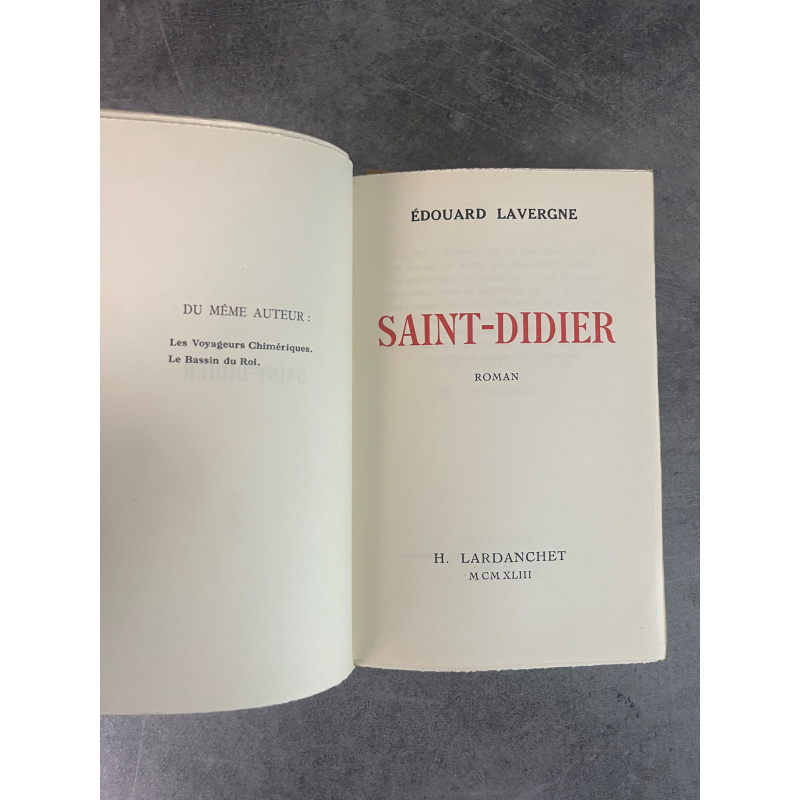 DU MÊME AUTEUR :
Les Voyageurs Chimériques.
Le Bassin du Roi.
ÉDOUARD LAVERGNE
SAINT-DIDIER
ROMAN
H. LARDANCHET
MCMXLIII